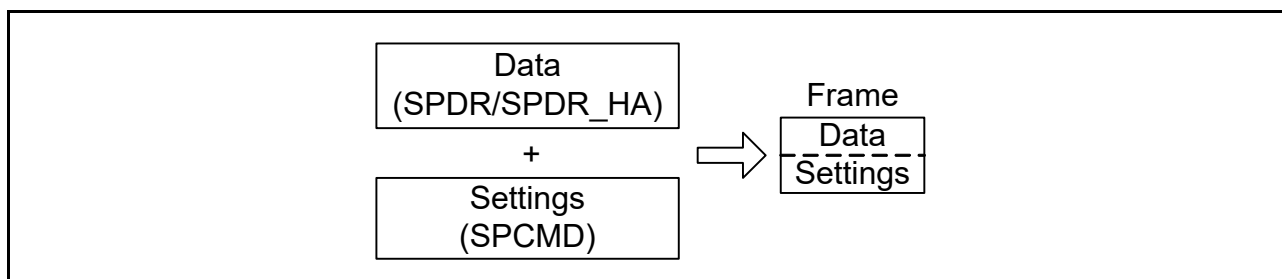 Data
(SPDR/SPDR_HA)
+
Settings
(SPCMD)
Frame
Data
Settings